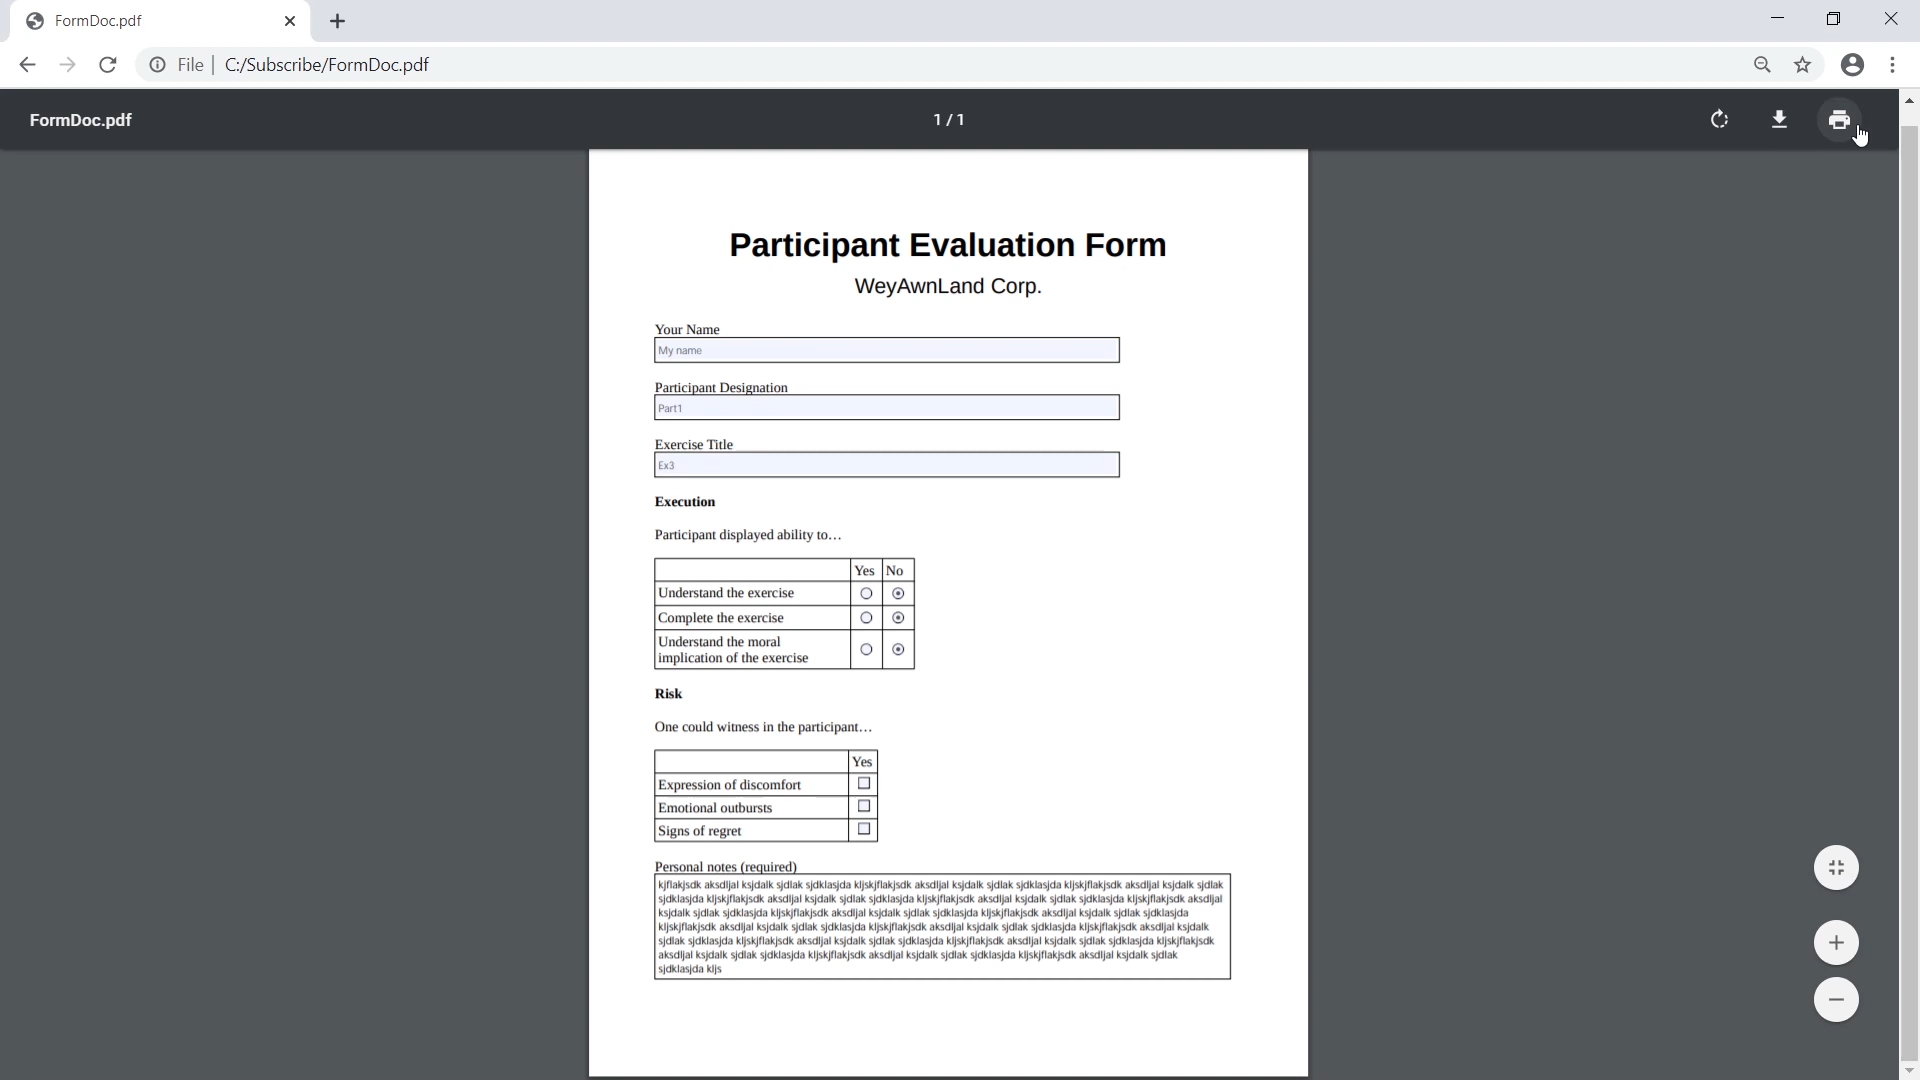 FormDoc.pdf
File C:/Subscribe/FormDoc.pdf
FormDoc.pdf
1 / 1
Participant Evaluation Form
WeyAwnLand Corp.
Your Name
My name
Participant Designation
Part1
Exercise Title
Ex3
Execution
Participant displayed ability to…
Yes No
Understand the exercise
Complete the exercise
Understand the moral
implication of the exercise
Risk
One could witness in the participant…
Yes
Expression of discomfort
Emotional outbursts
Signs of regret
Personal notes (required)
kjflakjsdk aksdljal ksjdalk sjdlak sjdklasjda kljskjflakjsdk aksdljal ksjdalk sjdlak sjdklasjda kljskjflakjsdk aksdljal ksjdalk sjdlak
sjdklasjda kljskjflakjsdk aksdljal ksjdalk sjdlak sjdklasjda kljskjflakjsdk aksdljal ksjdalk sjdlak sjdklasjda kljskjflakjsdk aksdljal
ksjdalk sjdlak sjdklasjda kljskjflakjsdk aksdljal ksjdalk sjdlak sjdklasjda kljskjflakjsdk aksdljal ksjdalk sjdlak sjdklasjda
kljskjflakjsdk aksdljal ksjdalk sjdlak sjdklasjda kljskjflakjsdk aksdljal ksjdalk sjdlak sjdklasjda kljskjflakjsdk aksdljal ksjdalk
sjdlak sjdklasjda kljskjflakjsdk aksdljal ksjdalk sjdlak sjdklasjda kljskjflakjsdk aksdljal ksjdalk sjdlak sjdklasjda kljskjflakjsdk
aksdljal ksjdalk sjdlak sjdklasjda kljskjflakjsdk aksdljal ksjdalk sjdlak sjdklasjda kljskjflakjsdk aksdljal ksjdalk sjdlak
sjdklasjda kljs